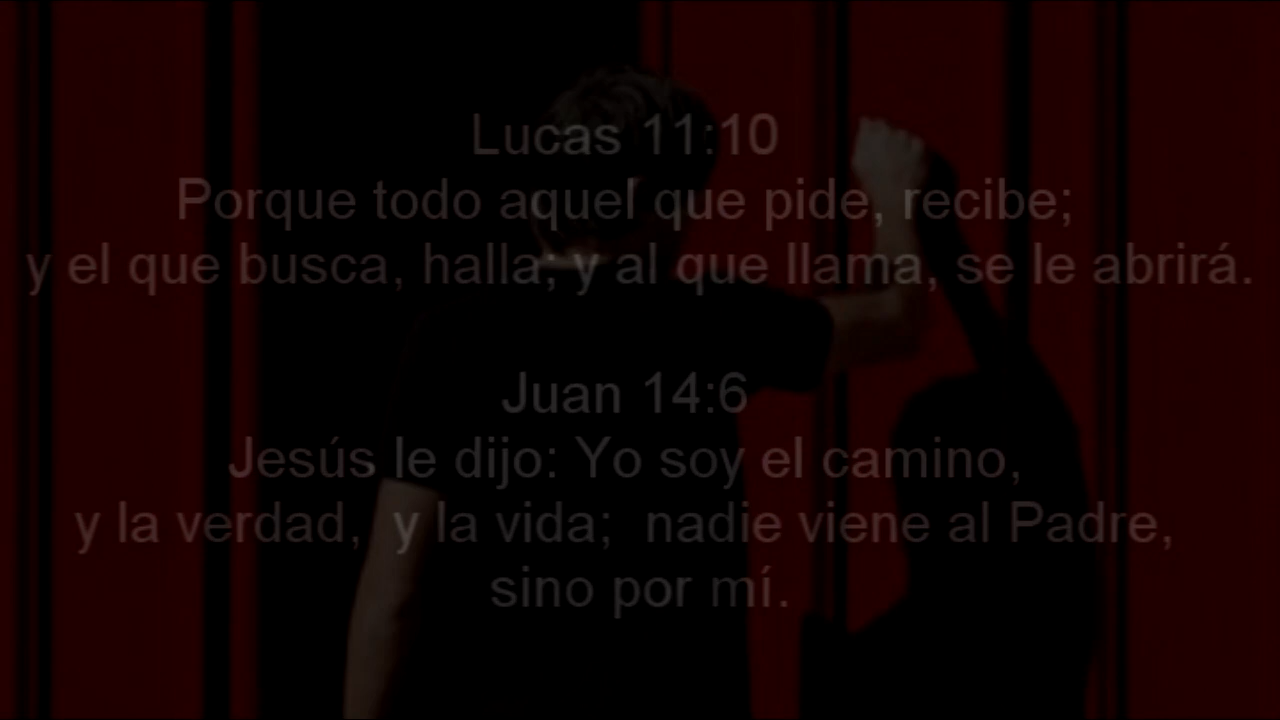 Lucas 11:10
Porque todo aquel que pide, recibe;
y el que busca, halla; y al que llama, se le abrirá.
Juan 14:6
Jesús le dijo: Yo soy el camino,
y la verdad, y la vida; nadie viene al Padre,
sino por mí.